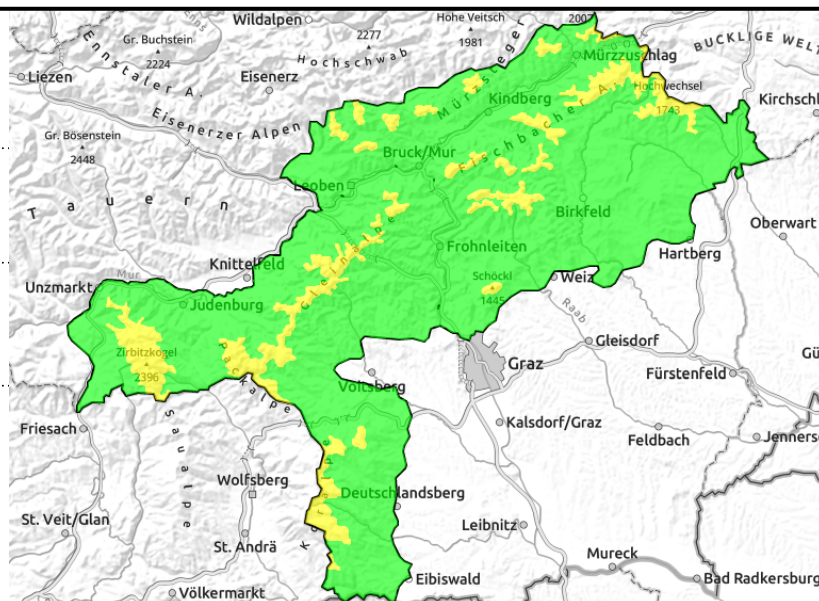 Wildalpen
Hohe Veitsch
1981
2007
Ennstaler A.
Gr. Buchstein
2224
2277
Hochschwab
Mürzsteger
Mürzzuschlag
BUCKLIGE WELT
Liezen
Eisenerz
Hochwechsel
1743
Kirchschl
Kindberg
Fischbacher A.
Eisenerzer Alpen
Gr. Bösenstein
2448
Bruck/Mur
Leoben
Tauern
Birkfeld
Oberwart
Frohnleiten
Hartberg
Gleinalpe
Knittelfeld
Unzmarkt
Mur
Judenburg
Schöckl
1445
Weiz
Raab
Gleisdorf
Zirbitzkogel
2396
Packalpe
Graz
Voitsberg
Fürstenfeld
Gü
Friesach
Saualpe
Kalsdorf/Graz
Feldbach
Jenners
Wolfsberg
Deutschlandsberg
St. Veit/Glan
Leibnitz
St. Andrä
Mureck
Eibiswald
Bad Radkersburg
Völkermarkt